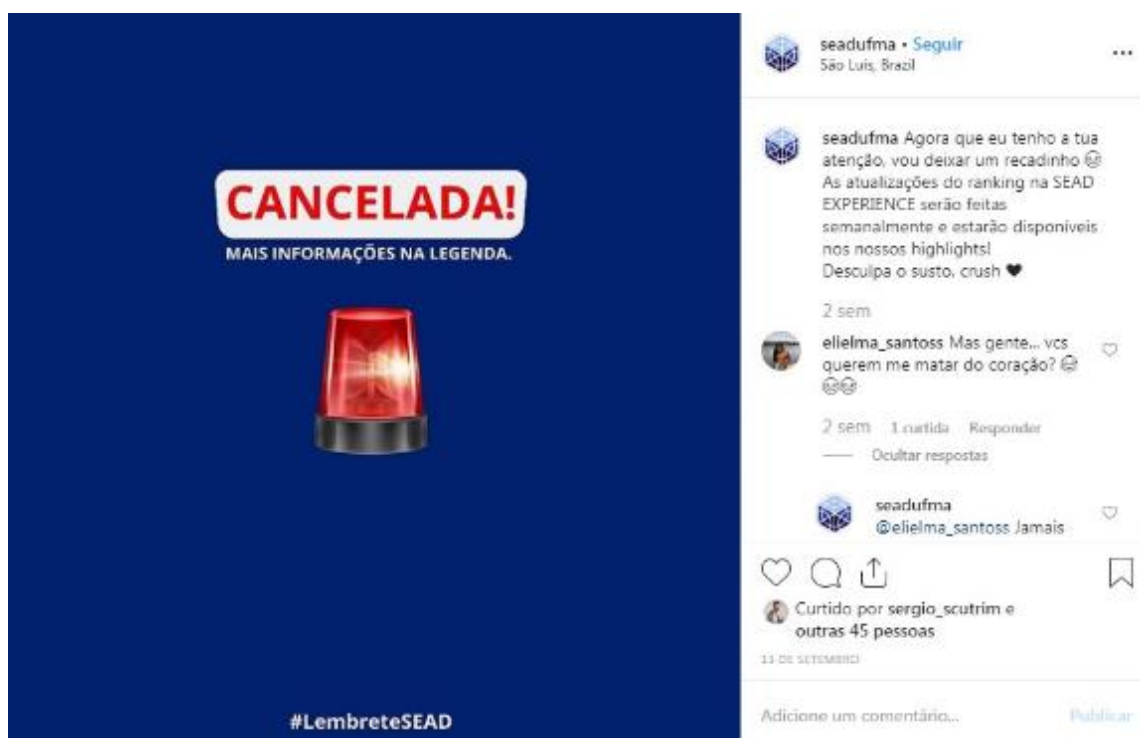 CANCELADA!
MAIS INFORMAÇÕES NA LEGENDA.
#LembreteSEAD
seadufma • Seguir
São Luís, Brazil
seadufma Agora que eu tenho a tua
atenção, vou deixar um recadinho
As atualizações do ranking na SEAD
EXPERIENCE serão feitas
semanalmente e estarão disponíveis
nos nossos highlights!
Desculpa o susto, crush 🖤
2 sem
elielma_santoss Mas gente... vcs
querem me matar do coração?
2 sem 1 curtida Responder
Ocultar respostas
seadufma
@elielma_santoss Jamais
Curtido por sergio_scutrim e
outras 45 pessoas
13 DE SETEMBRO
Adicione um comentário...
Publicar